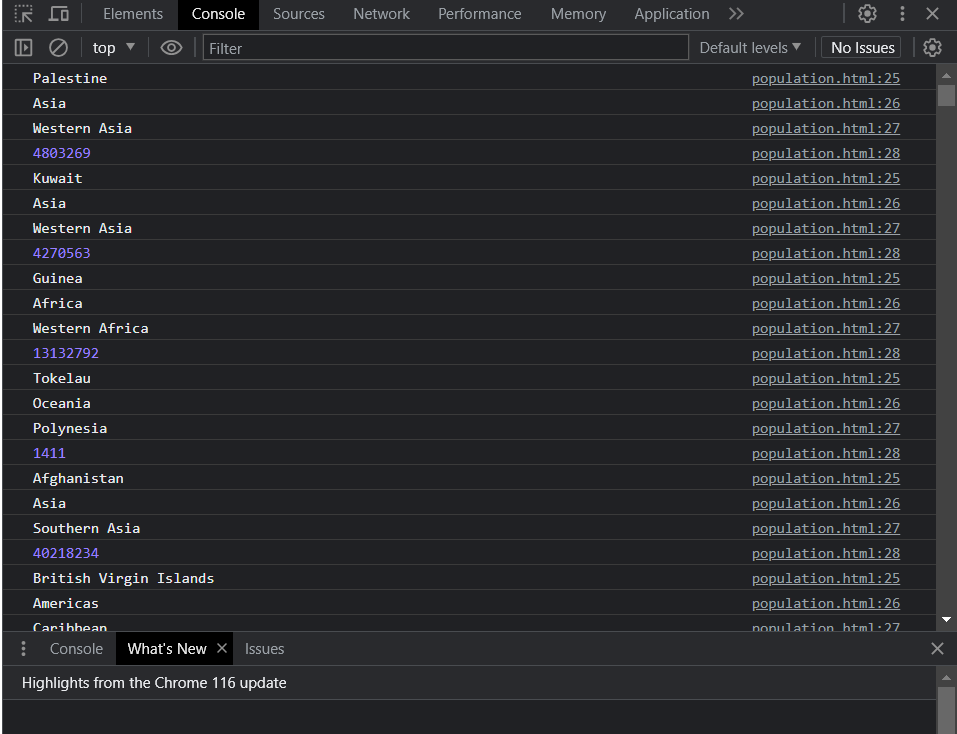 Elements Console Sources Network Performance Memory Application
top Filter Default levels No Issues
Palestine population.html:25
Asia population.html:26
Western Asia population.html:27
4803269 population.html:28
Kuwait population.html:25
Asia population.html:26
Western Asia population.html:27
4270563 population.html:28
Guinea population.html:25
Africa population.html:26
Western Africa population.html:27
13132792 population.html:28
Tokelau population.html:25
Oceania population.html:26
Polynesia population.html:27
1411 population.html:28
Afghanistan population.html:25
Asia population.html:26
Southern Asia population.html:27
40218234 population.html:28
British Virgin Islands population.html:25
Americas population.html:26
Caribbean population.html:27
Console What's New Issues
Highlights from the Chrome 116 update